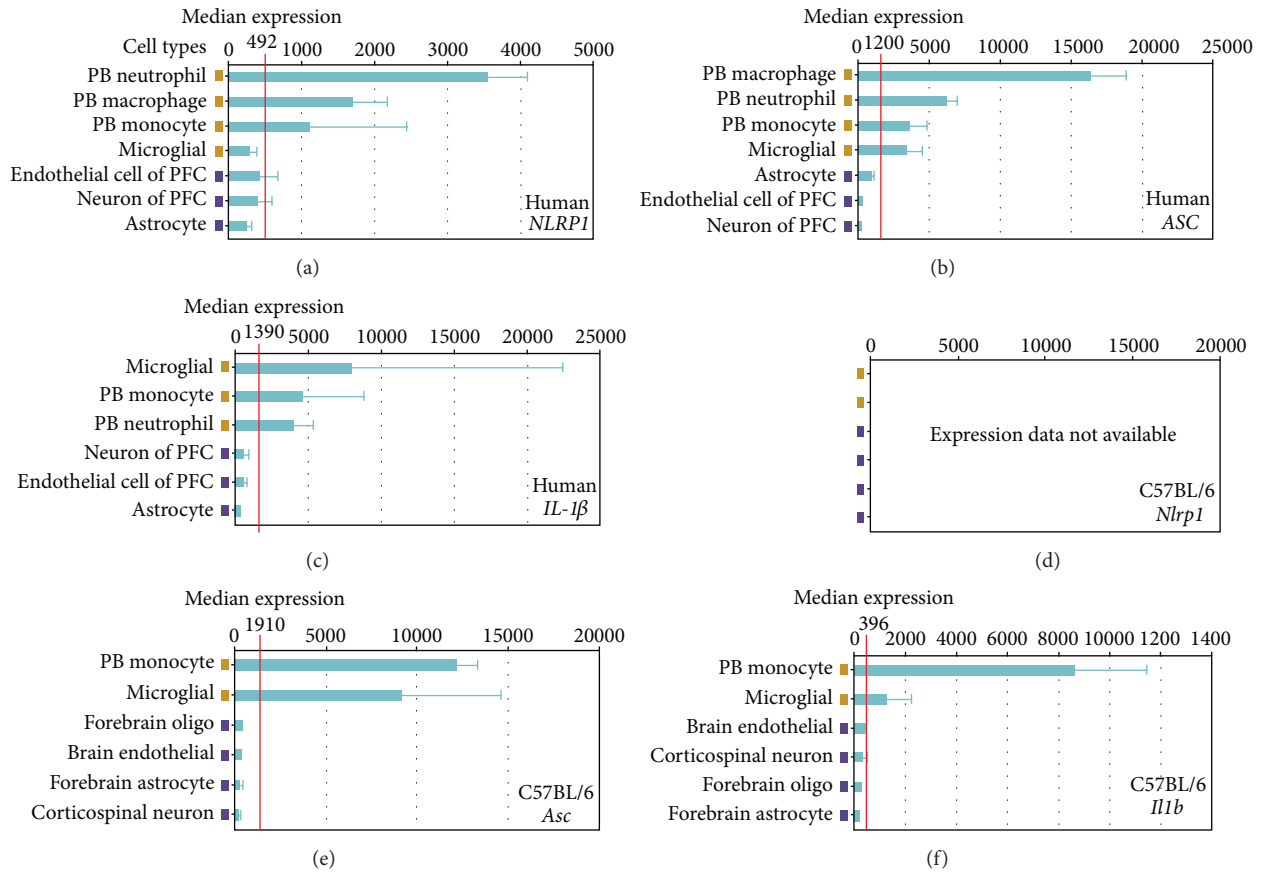 Median expression
Cell types 0 492 1000 2000 3000 4000 5000
PB neutrophil
PB macrophage
PB monocyte
Microglial
Endothelial cell of PFC
Neuron of PFC
Astrocyte
Human
NLRP1
(a)
Median expression
0 1200 5000 10000 15000 20000 25000
PB macrophage
PB neutrophil
PB monocyte
Microglial
Astrocyte
Endothelial cell of PFC
Neuron of PFC
Human
ASC
(b)
Median expression
0 1390 5000 10000 15000 20000 25000
Microglial
PB monocyte
PB neutrophil
Neuron of PFC
Endothelial cell of PFC
Astrocyte
Human
IL-1β
(c)
0 5000 10000 15000 20000
Expression data not available
C57BL/6
Nlrp1
(d)
Median expression
0 1910 5000 10000 15000 20000
PB monocyte
Microglial
Forebrain oligo
Brain endothelial
Forebrain astrocyte
Corticospinal neuron
C57BL/6
Asc
(e)
Median expression
0 396 2000 4000 6000 8000 10000 1200 1400
PB monocyte
Microglial
Brain endothelial
Corticospinal neuron
Forebrain oligo
Forebrain astrocyte
C57BL/6
Il1b
(f)